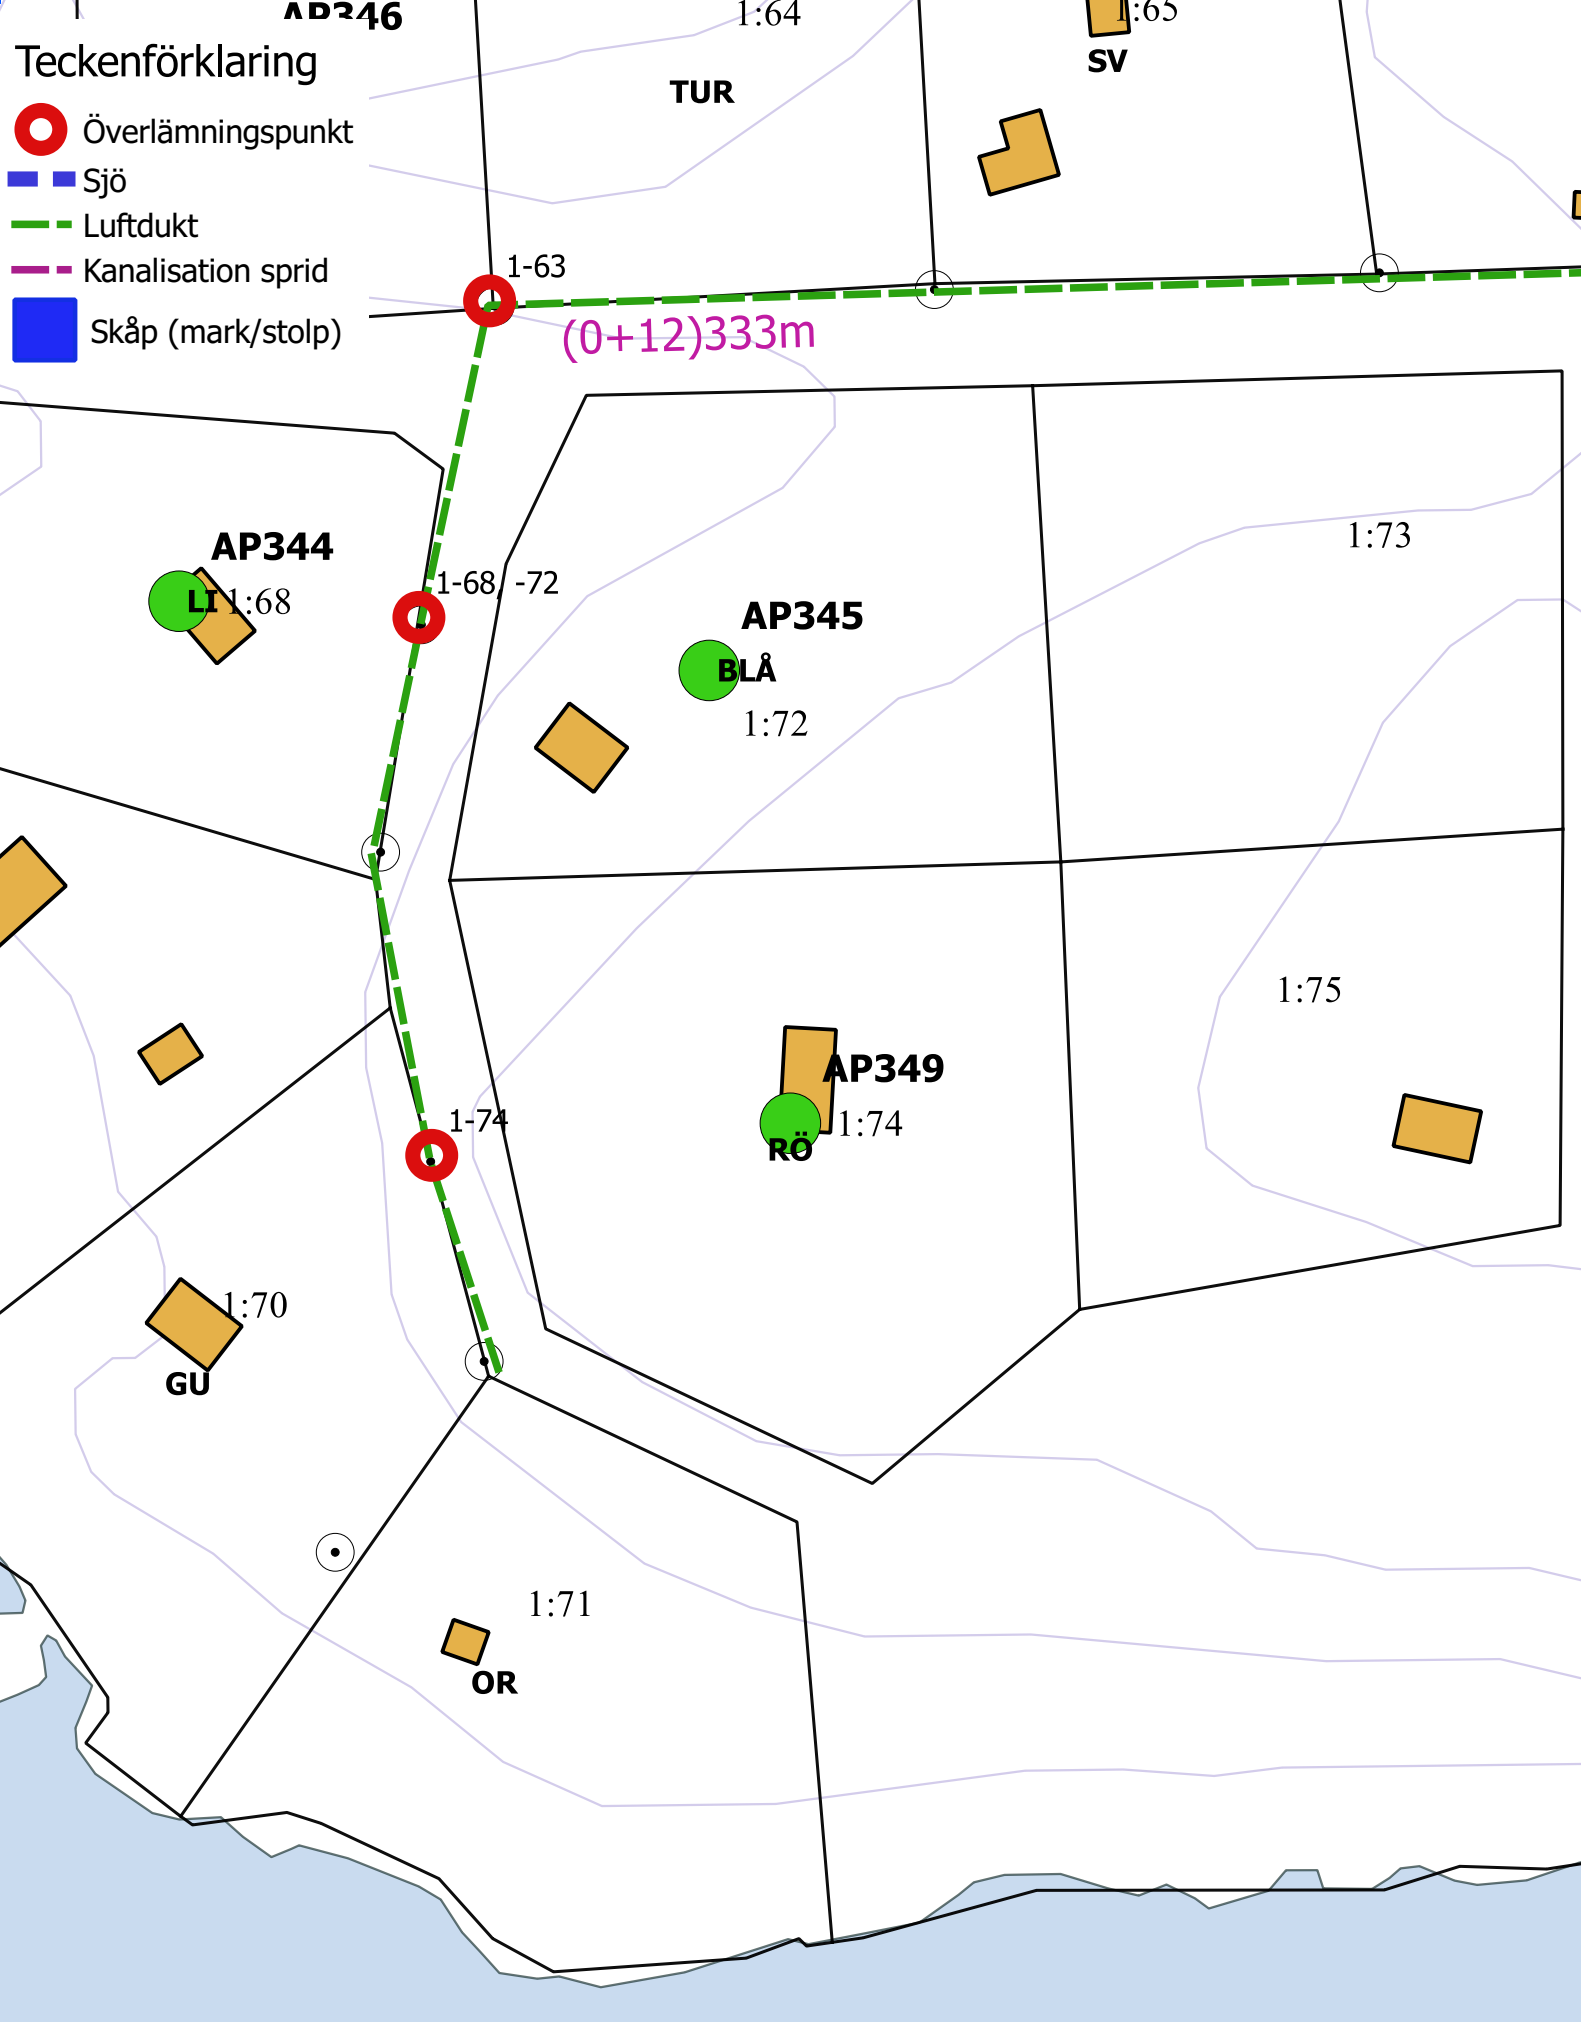 AP346
1:64
1:65
SV
TUR
Teckenförklaring
Överlämningspunkt
Sjö
Luftdukt
Kanalisation sprid
Skåp (mark/stolp)
1-63
(0+12)333m
AP344
LI 1:68
1-68, -72
AP345
BLÅ
1:72
1:73
1:75
AP349
1:74
RÖ
1-74
1:70
GU
1:71
OR